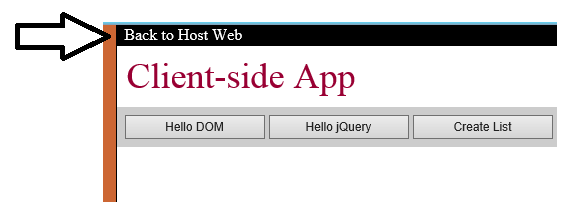 Back to Host Web
Client-side App
Hello DOM Hello jQuery Create List